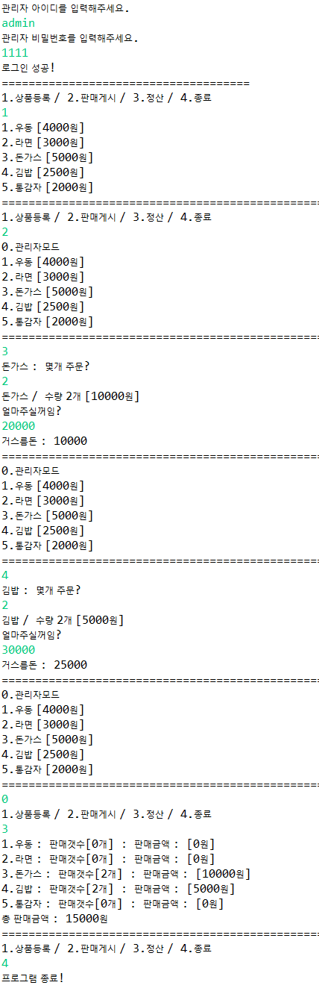 관리자 아이디를 입력해주세요.
admin
관리자 비밀번호를 입력해주세요.
1111
로그인 성공!
=====================================
1.상품등록 / 2.판매게시 / 3.정산 / 4.종료
1
1.우동 [4000원]
2.라면 [3000원]
3.돈가스 [5000원]
4.김밥 [2500원]
5.통감자 [2000원]
================================================
1.상품등록 / 2.판매게시 / 3.정산 / 4.종료
2
0.관리자모드
1.우동 [4000원]
2.라면 [3000원]
3.돈가스 [5000원]
4.김밥 [2500원]
5.통감자 [2000원]
================================================
3
돈가스 : 몇개 주문?
2
돈가스 / 수량 2개 [10000원]
얼마주실꺼임?
20000
거스름돈 : 10000
================================================
0.관리자모드
1.우동 [4000원]
2.라면 [3000원]
3.돈가스 [5000원]
4.김밥 [2500원]
5.통감자 [2000원]
================================================
4
김밥 : 몇개 주문?
2
김밥 / 수량 2개 [5000원]
얼마주실꺼임?
30000
거스름돈 : 25000
================================================
0.관리자모드
1.우동 [4000원]
2.라면 [3000원]
3.돈가스 [5000원]
4.김밥 [2500원]
5.통감자 [2000원]
================================================
0
1.상품등록 / 2.판매게시 / 3.정산 / 4.종료
3
1.우동 : 판매갯수[0개] : 판매금액 : [0원]
2.라면 : 판매갯수[0개] : 판매금액 : [0원]
3.돈가스 : 판매갯수[2개] : 판매금액 : [10000원]
4.김밥 : 판매갯수[2개] : 판매금액 : [5000원]
5.통감자 : 판매갯수[0개] : 판매금액 : [0원]
총 판매금액 : 15000원
================================================
1.상품등록 / 2.판매게시 / 3.정산 / 4.종료
4
프로그램 종료!